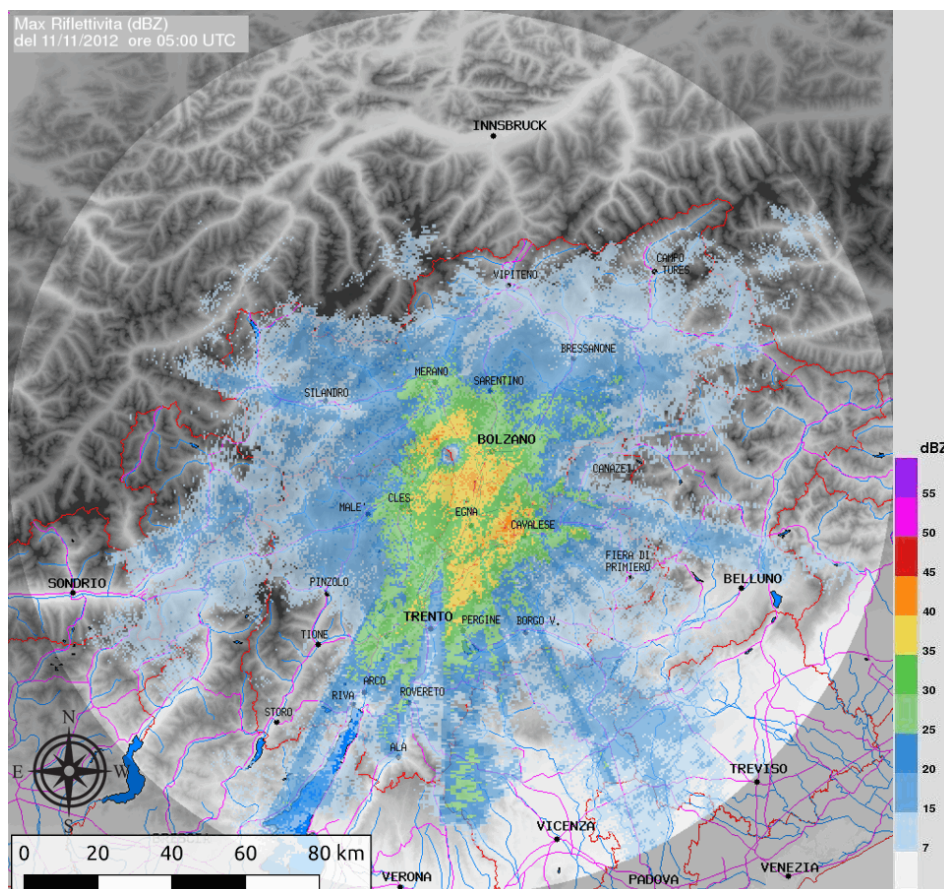 Max Riflettivita (dBZ)
del 11/11/2012 ore 05:00 UTC
INNSBRUCK
CAMPO
TURES
VIPITENO
BRESSANONE
MERANO
SARENTINO
SILANDRO
BOLZANO
dBZ
CANAZEI
55
CLES
MALE'
EGNA
50
CAVALESE
45
FIERA DI
PRIMIERO
SONDRIO
PINZOLO
BELLUNO
40
TRENTO
PERGINE
BORGO V.
TIONE
35
ARCO
RIVA
ROVERETO
30
STORO
N
25
ALA
E
W
TREVISO
20
S
15
VICENZA
7
0 20 40 60 80 km
VERONA
PADOVA
VENEZIA